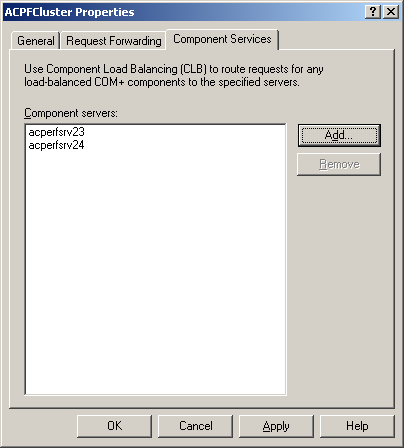 ACPFCluster Properties
General Request Forwarding Component Services
Use Component Load Balancing (CLB) to route requests for any
load-balanced COM+ components to the specified servers.
Component servers:
acperfsrv23
acperfsrv24
Add...
Remove
OK Cancel Apply Help